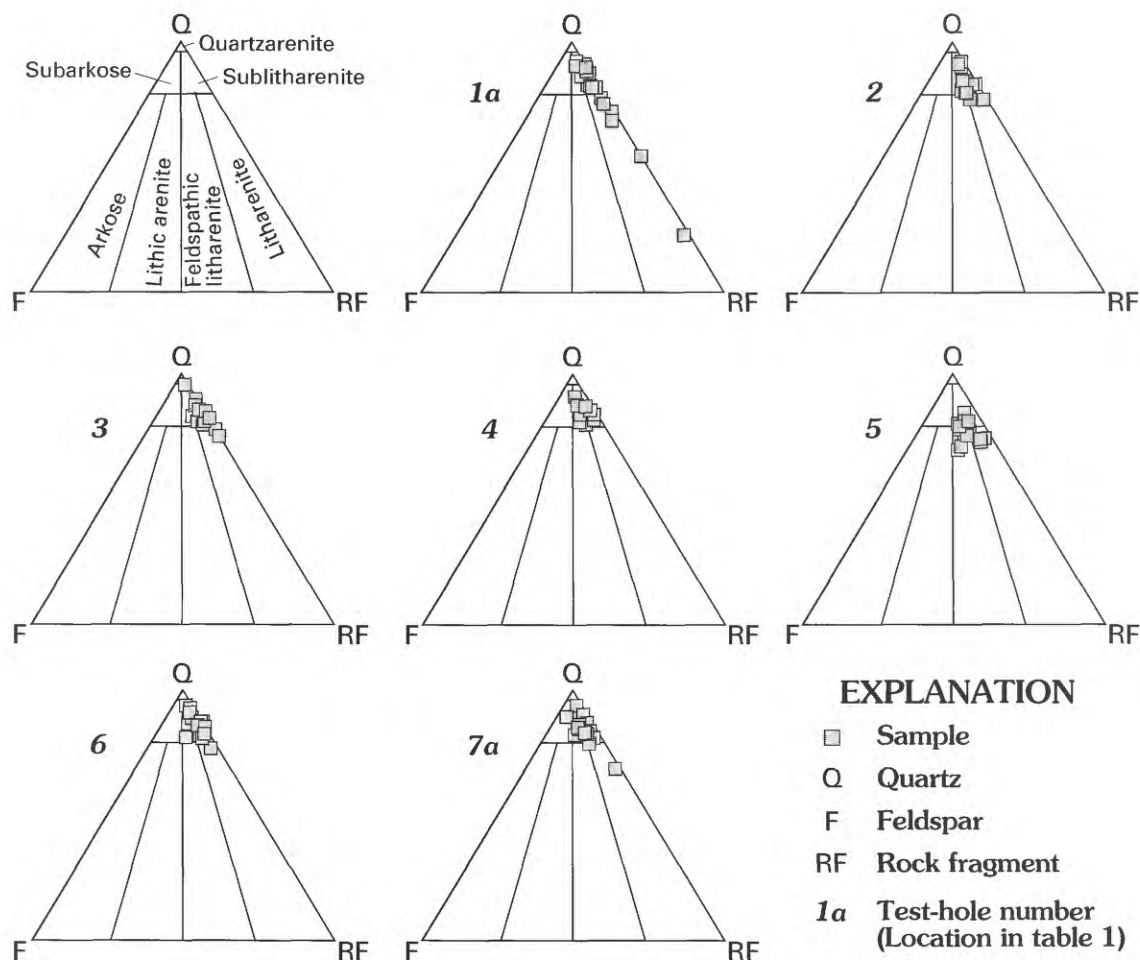 Q
Quartzarenite
Subarkose
Sublitharenite
Arkose
Lithic arenite
Feldspathic
litharenite
Litharenite
F
RF
Q
1a
F
RF
Q
2
F
RF
Q
3
F
RF
Q
4
F
RF
Q
5
F
RF
Q
6
F
RF
Q
7a
F
RF
EXPLANATION
Sample
Q Quartz
F Feldspar
RF Rock fragment
1a Test-hole number
(Location in table 1)